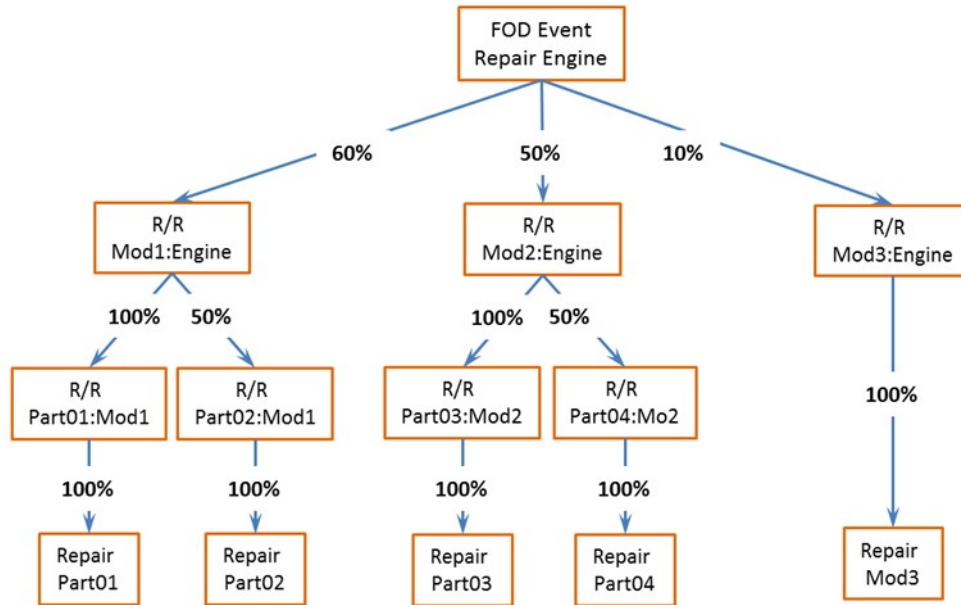 FOD Event
Repair Engine
60%
50%
10%
R/R
Mod1:Engine
R/R
Mod2:Engine
R/R
Mod3:Engine
100%
50%
100%
50%
R/R
Part01:Mod1
R/R
Part02:Mod1
R/R
Part03:Mod2
R/R
Part04:Mo2
100%
100%
100%
100%
100%
Repair
Part01
Repair
Part02
Repair
Part03
Repair
Part04
Repair
Mod3